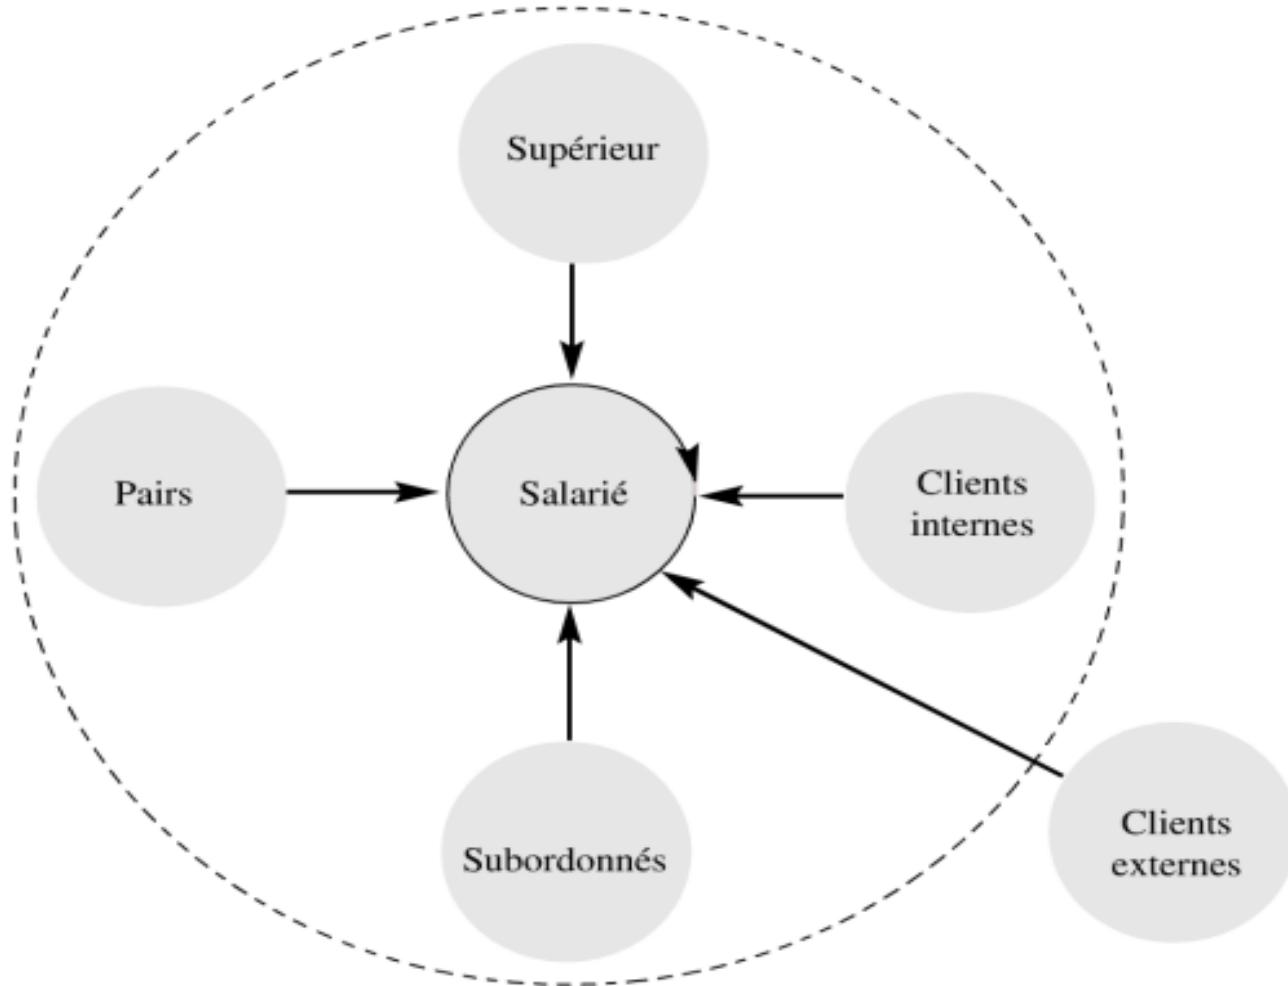 Supérieur
Pairs
Salarié
Clients
internes
Subordonnés
Clients
externes